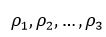 𝜌₁, 𝜌₂, … , 𝜌₃